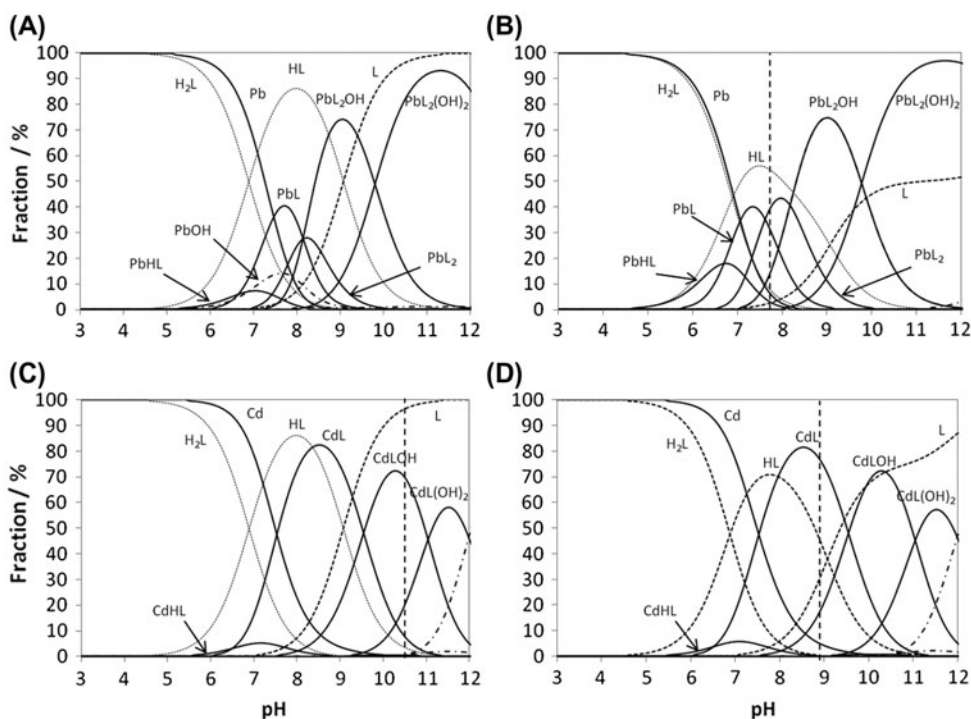 (A)
(B)
Fraction / %
100
90
80
70
60
50
40
30
20
10
0
H₂L
Pb
HL
L
PbL₂OH
PbL₂(OH)₂
PbL
PbOH
PbHL
PbL₂
3 4 5 6 7 8 9 10 11 12
100
90
80
70
60
50
40
30
20
10
0
H₂L
Pb
PbL₂OH
PbL₂(OH)₂
HL
L
PbL
PbHL
PbL₂
3 4 5 6 7 8 9 10 11 12
(C)
(D)
Fraction / %
100
90
80
70
60
50
40
30
20
10
0
H₂L
Cd
HL
CdL
L
CdLOH
CdL(OH)₂
CdHL
3 4 5 6 7 8 9 10 11 12
pH
100
90
80
70
60
50
40
30
20
10
0
Cd
H₂L
HL
CdL
CdLOH
L
CdL(OH)₂
CdHL
3 4 5 6 7 8 9 10 11 12
pH